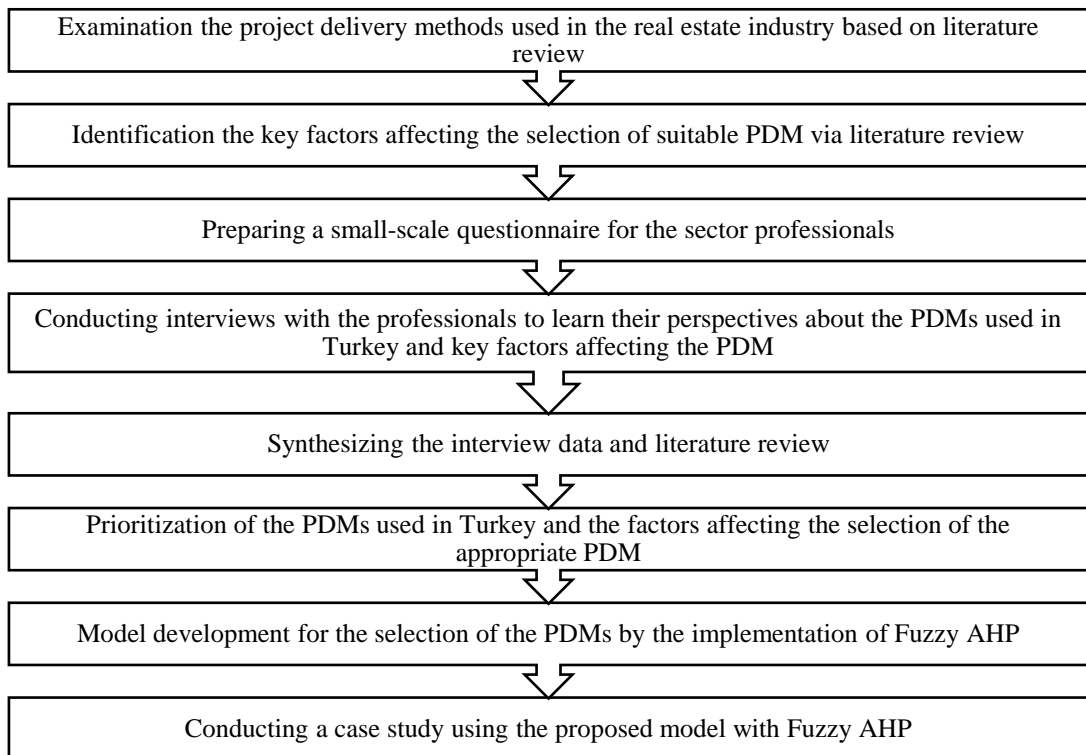 Examination the project delivery methods used in the real estate industry based on literature
review
Identification the key factors affecting the selection of suitable PDM via literature review
Preparing a small-scale questionnaire for the sector professionals
Conducting interviews with the professionals to learn their perspectives about the PDMs used in
Turkey and key factors affecting the PDM
Synthesizing the interview data and literature review
Prioritization of the PDMs used in Turkey and the factors affecting the selection of the
appropriate PDM
Model development for the selection of the PDMs by the implementation of Fuzzy AHP
Conducting a case study using the proposed model with Fuzzy AHP